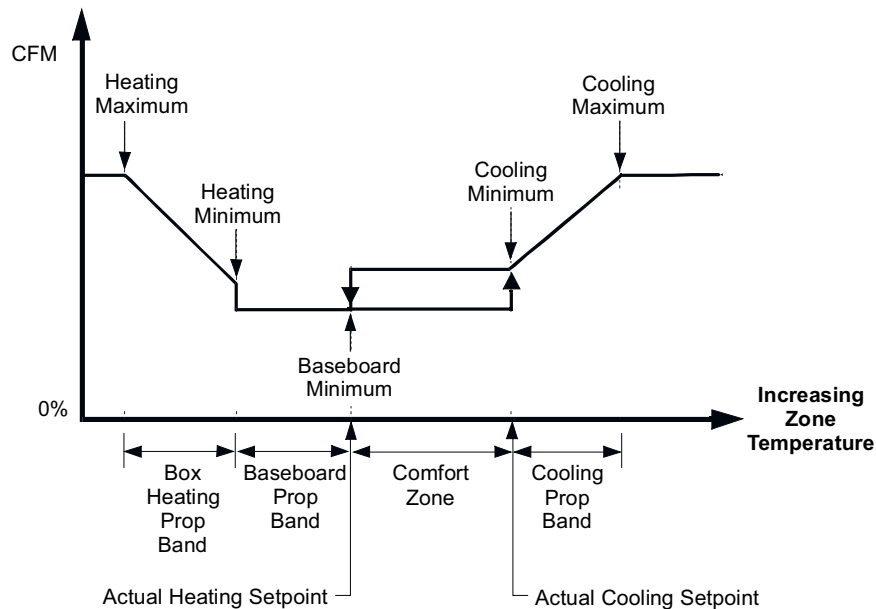 CFM
Heating
Maximum
Cooling
Maximum
Heating
Minimum
Cooling
Minimum
Baseboard
Minimum
0%
Increasing
Zone
Temperature
Box
Heating
Prop
Band
Baseboard
Prop
Band
Comfort
Zone
Cooling
Prop
Band
Actual Heating Setpoint
Actual Cooling Setpoint